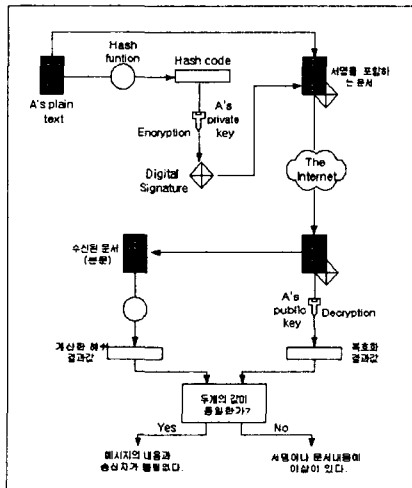 Hash
funtion
Hash code
A's plain
text
서명을 포함하
는 문서
A's
private
key
Encryption
Digital
Signature
The
Internet
수신된 문서
(본문)
A's
public
key
Decryption
계산한 해쉬
결과값
복호화
결과값
두개의 값이
동일한가?
Yes
No
메시지의 내용과
송신자가 틀림없다.
서명이나 문서내용에
이상이 있다.